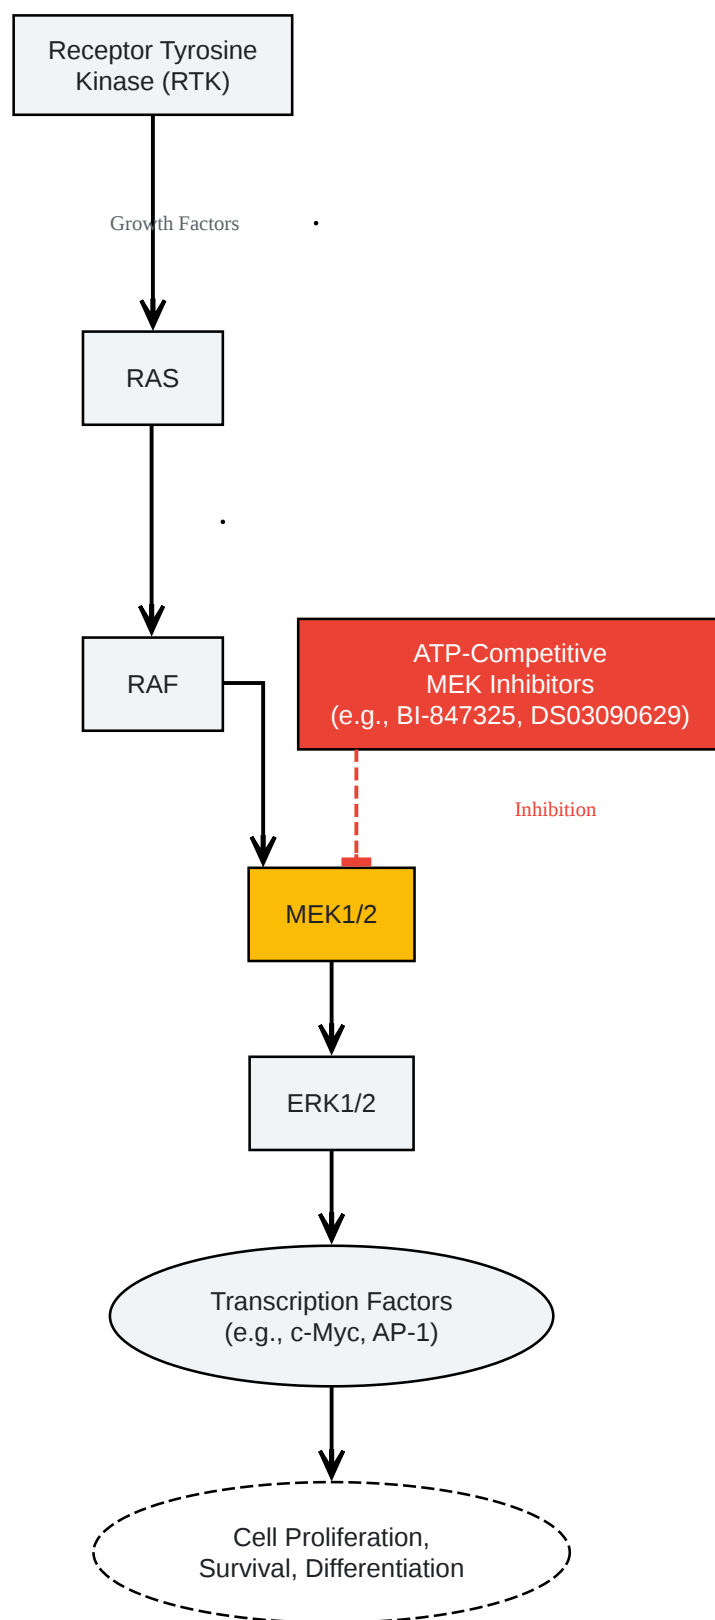 Receptor Tyrosine
Kinase (RTK)
Growth Factors
RAS
RAF
ATP-Competitive
MEK Inhibitors
(e.g., BI-847325, DS03090629)
Inhibition
MEK1/2
ERK1/2
Transcription Factors
(e.g., c-Myc, AP-1)
Cell Proliferation,
Survival, Differentiation